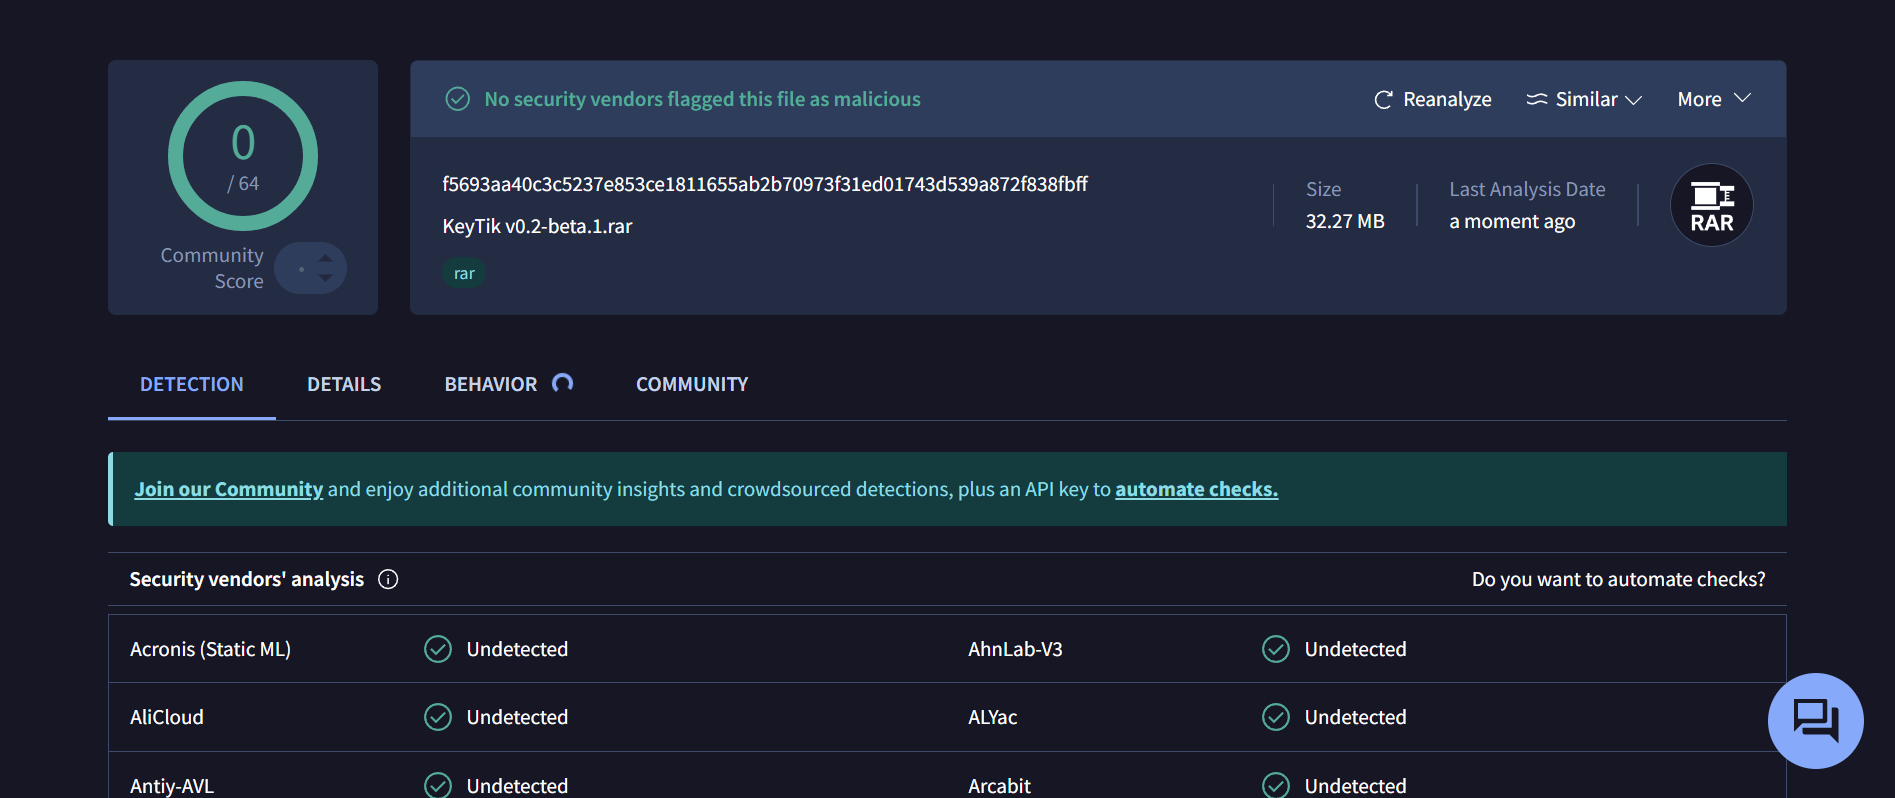 0
/ 64
Community
Score
No security vendors flagged this file as malicious
Reanalyze
Similar
More
f5693aa40c3c5237e853ce1811655ab2b70973f31ed01743d539a872f838fbff
KeyTik v0.2-beta.1.rar
rar
Size
32.27 MB
Last Analysis Date
a moment ago
RAR
DETECTION
DETAILS
BEHAVIOR
COMMUNITY
Join our Community and enjoy additional community insights and crowdsourced detections, plus an API key to automate checks.
Security vendors' analysis
Do you want to automate checks?
Acronis (Static ML)
Undetected
AhnLab-V3
Undetected
AliCloud
Undetected
ALYac
Undetected
Antiy-AVL
Undetected
Arcabit
Undetected